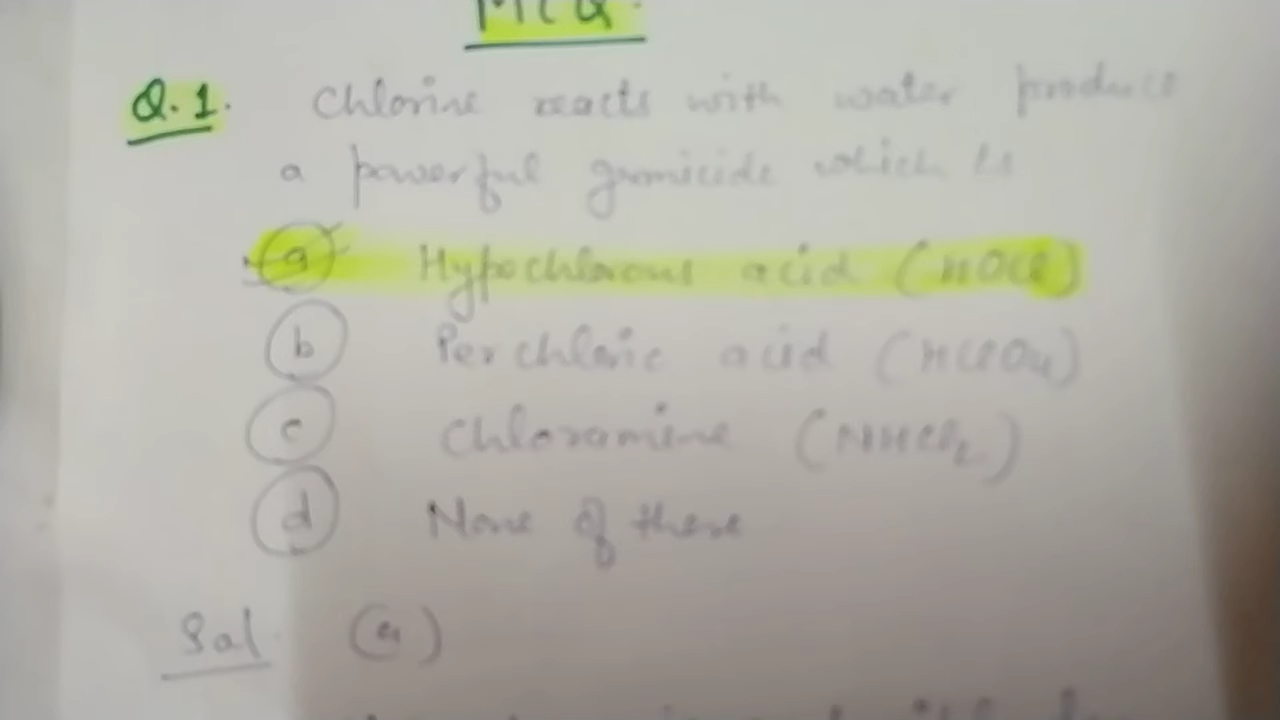 MCQ.
Q.1. Chlorine reacts with water produce
a powerful germicide which is
(a) Hypochlorous acid (HOCl)
(b) Perchloric acid (HClO4)
(c) Chloramine (NHCl2)
(d) None of these
Sol (a)